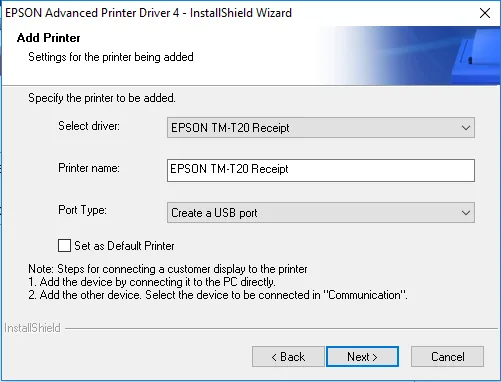 EPSON Advanced Printer Driver 4 - InstallShield Wizard
Add Printer
Settings for the printer being added
Specify the printer to be added.
Select driver: EPSON TM-T20 Receipt
Printer name: EPSON TM-T20 Receipt
Port Type: Create a USB port
Set as Default Printer
Note: Steps for connecting a customer display to the printer
1. Add the device by connecting it to the PC directly.
2. Add the other device. Select the device to be connected in "Communication".
InstallShield
< Back Next > Cancel